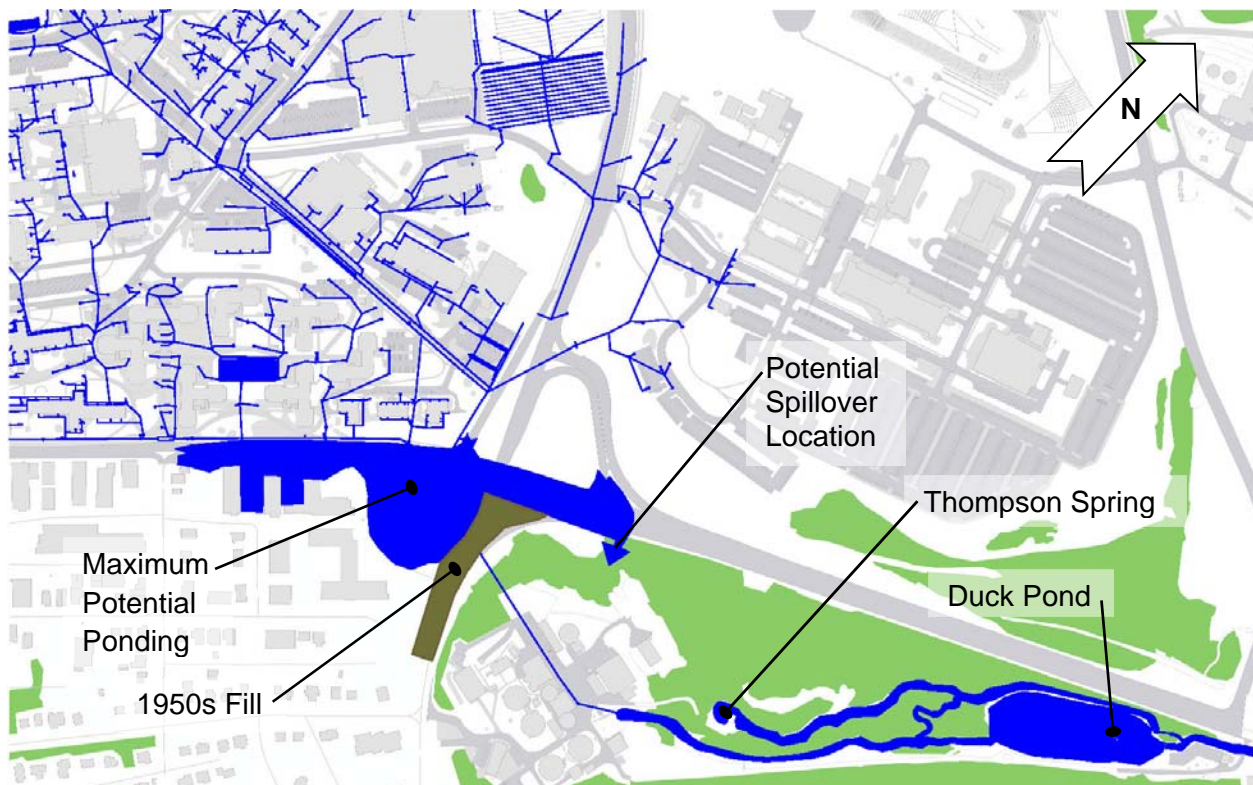 N
Potential
Spillover
Location
Thompson Spring
Duck Pond
Maximum
Potential
Ponding
1950s Fill